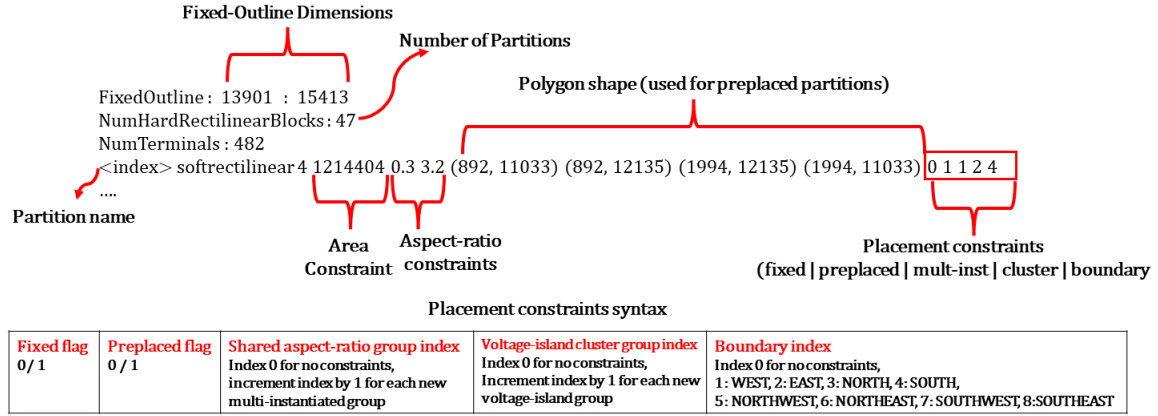 Fixed-Outline Dimensions
Number of Partitions
Polygon shape (used for preplaced partitions)
FixedOutline : 13901 : 15413
NumHardRectilinearBlocks : 47
NumTerminals : 482
<index> softrectilinear 4 1214404 0.3 3.2 (892, 11033) (892, 12135) (1994, 12135) (1994, 11033) 0 1 1 2 4
....
Partition name
Area
Constraint
Aspect-ratio
constraints
Placement constraints
(fixed | preplaced | mult-inst | cluster | boundary
Placement constraints syntax
Fixed flag
0 / 1
Preplaced flag
0 / 1
Shared aspect-ratio group index
Index 0 for no constraints,
increment index by 1 for each new
multi-instantiated group
Voltage-island cluster group index
Index 0 for no constraints,
Increment index by 1 for each new
voltage-island group
Boundary index
Index 0 for no constraints,
1 : WEST, 2: EAST, 3: NORTH, 4: SOUTH,
5 : NORTHWEST, 6: NORTHEAST, 7: SOUTHWEST, 8:SOUTHEAST